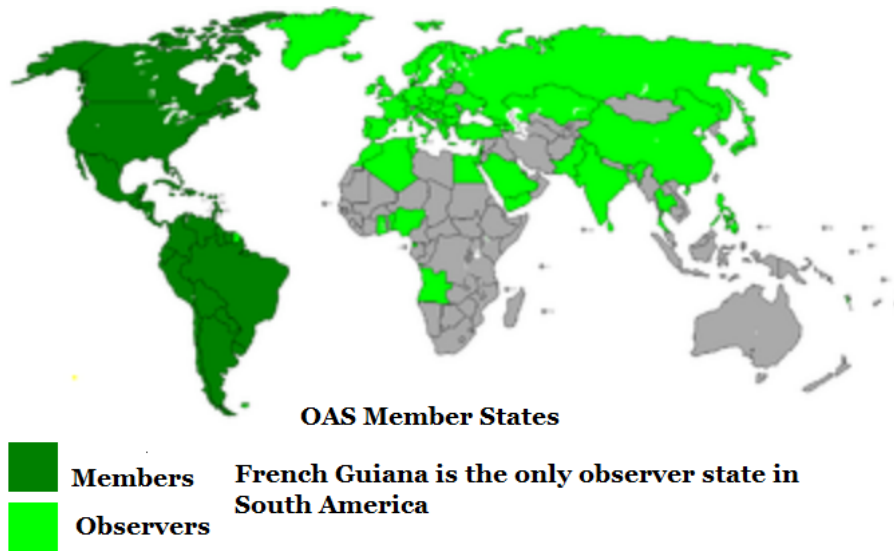 OAS Member States
Members
French Guiana is the only observer state in
South America
Observers